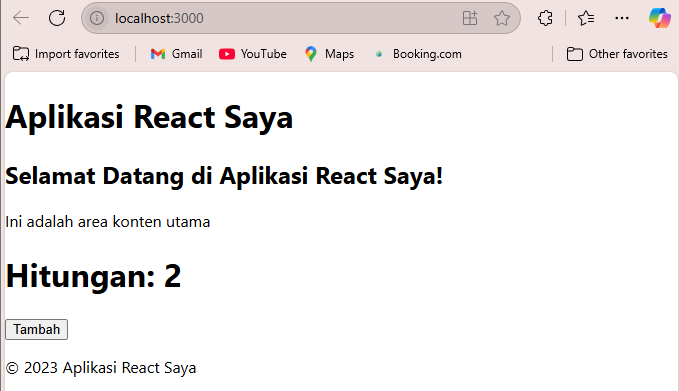 localhost:3000
Import favorites Gmail YouTube Maps Booking.com Other favorites
Aplikasi React Saya
Selamat Datang di Aplikasi React Saya!
Ini adalah area konten utama
Hitungan: 2
Tambah
© 2023 Aplikasi React Saya